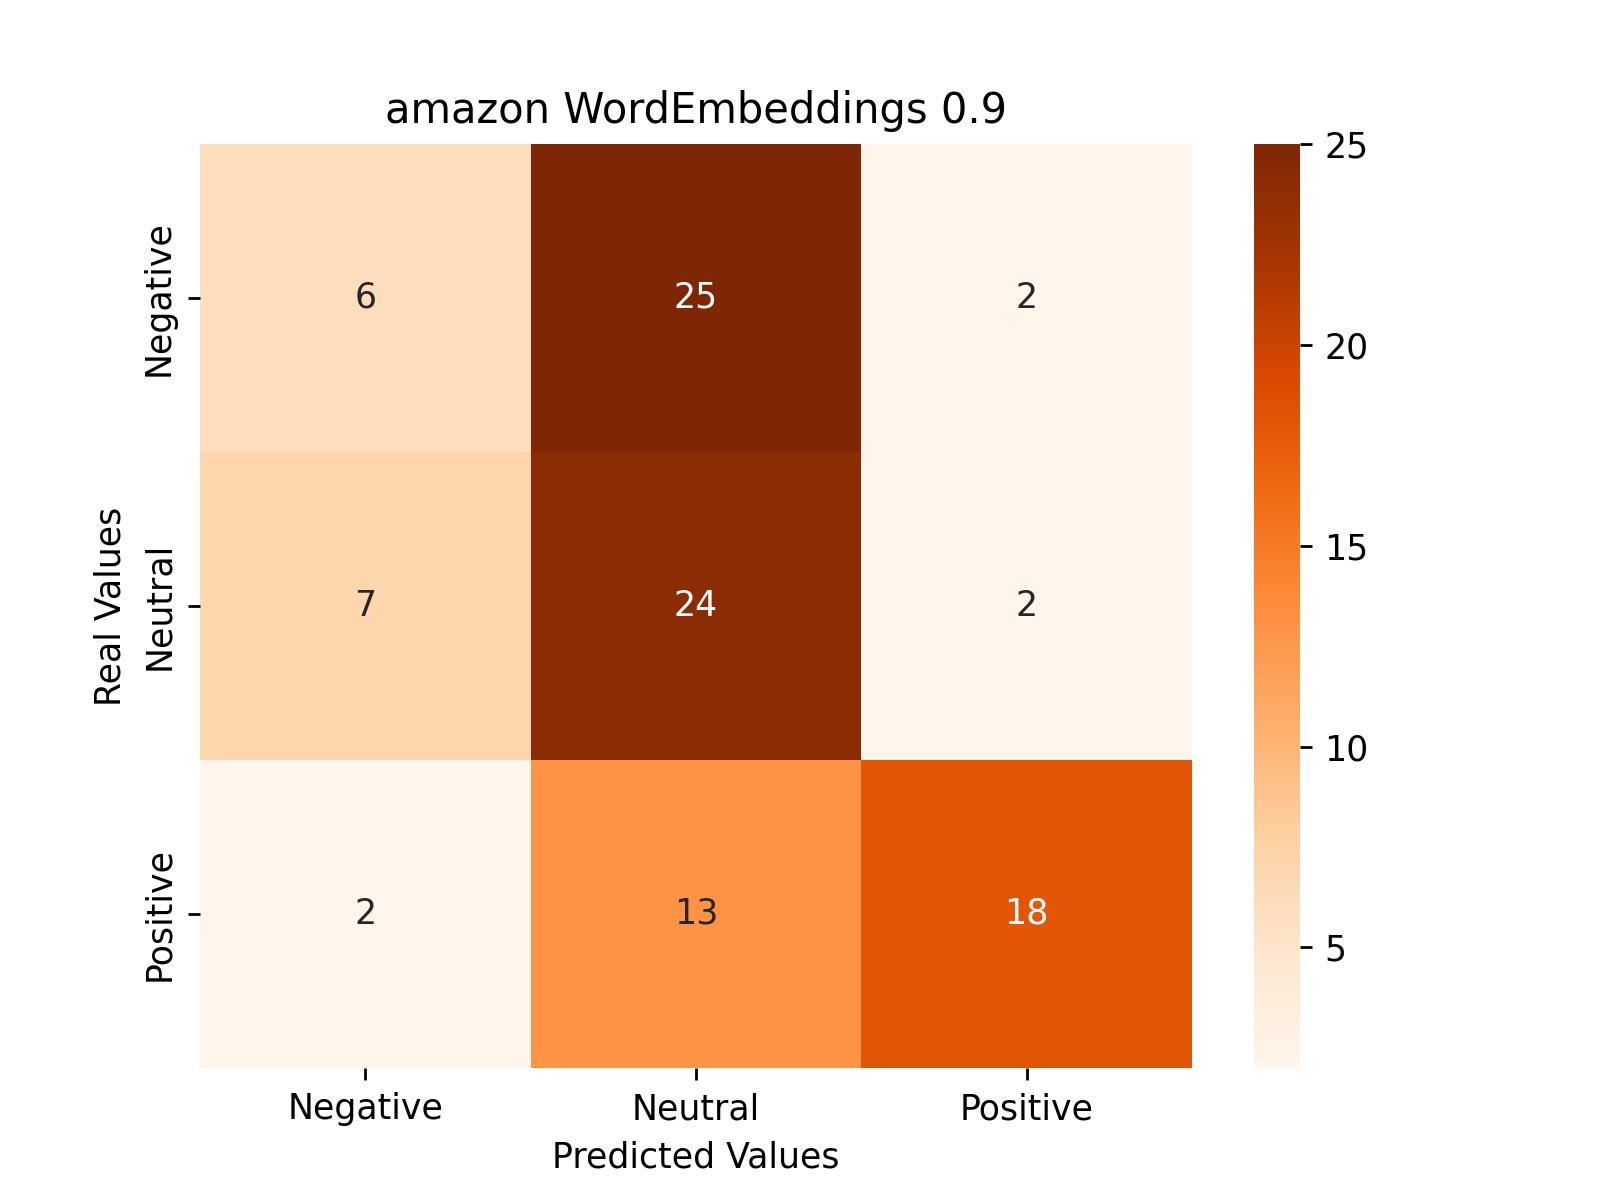 amazon WordEmbeddings 0.9
Real Values
Negative
6
25
2
Neutral
7
24
2
Positive
2
13
18
Negative
Neutral
Positive
Predicted Values
25
20
15
10
5